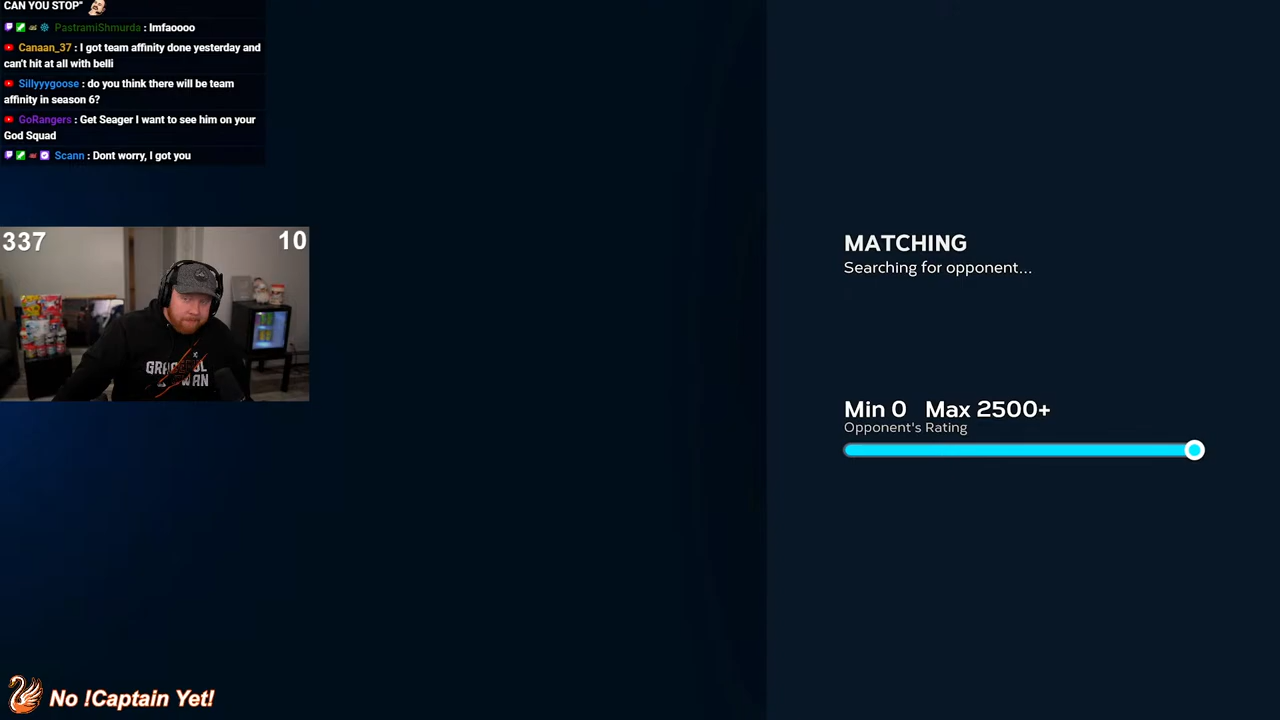 CAN YOU STOP"
PastramiShmurda : lmfaoooo
Canaan_37 : I got team affinity done yesterday and
can't hit at all with belli
Sillyyygoose : do you think there will be team
affinity in season 6?
GoRangers : Get Seager I want to see him on your
God Squad
Scann : Dont worry, I got you
337
10
MATCHING
Searching for opponent...
Min 0 Max 2500+
Opponent's Rating
No !Captain Yet!